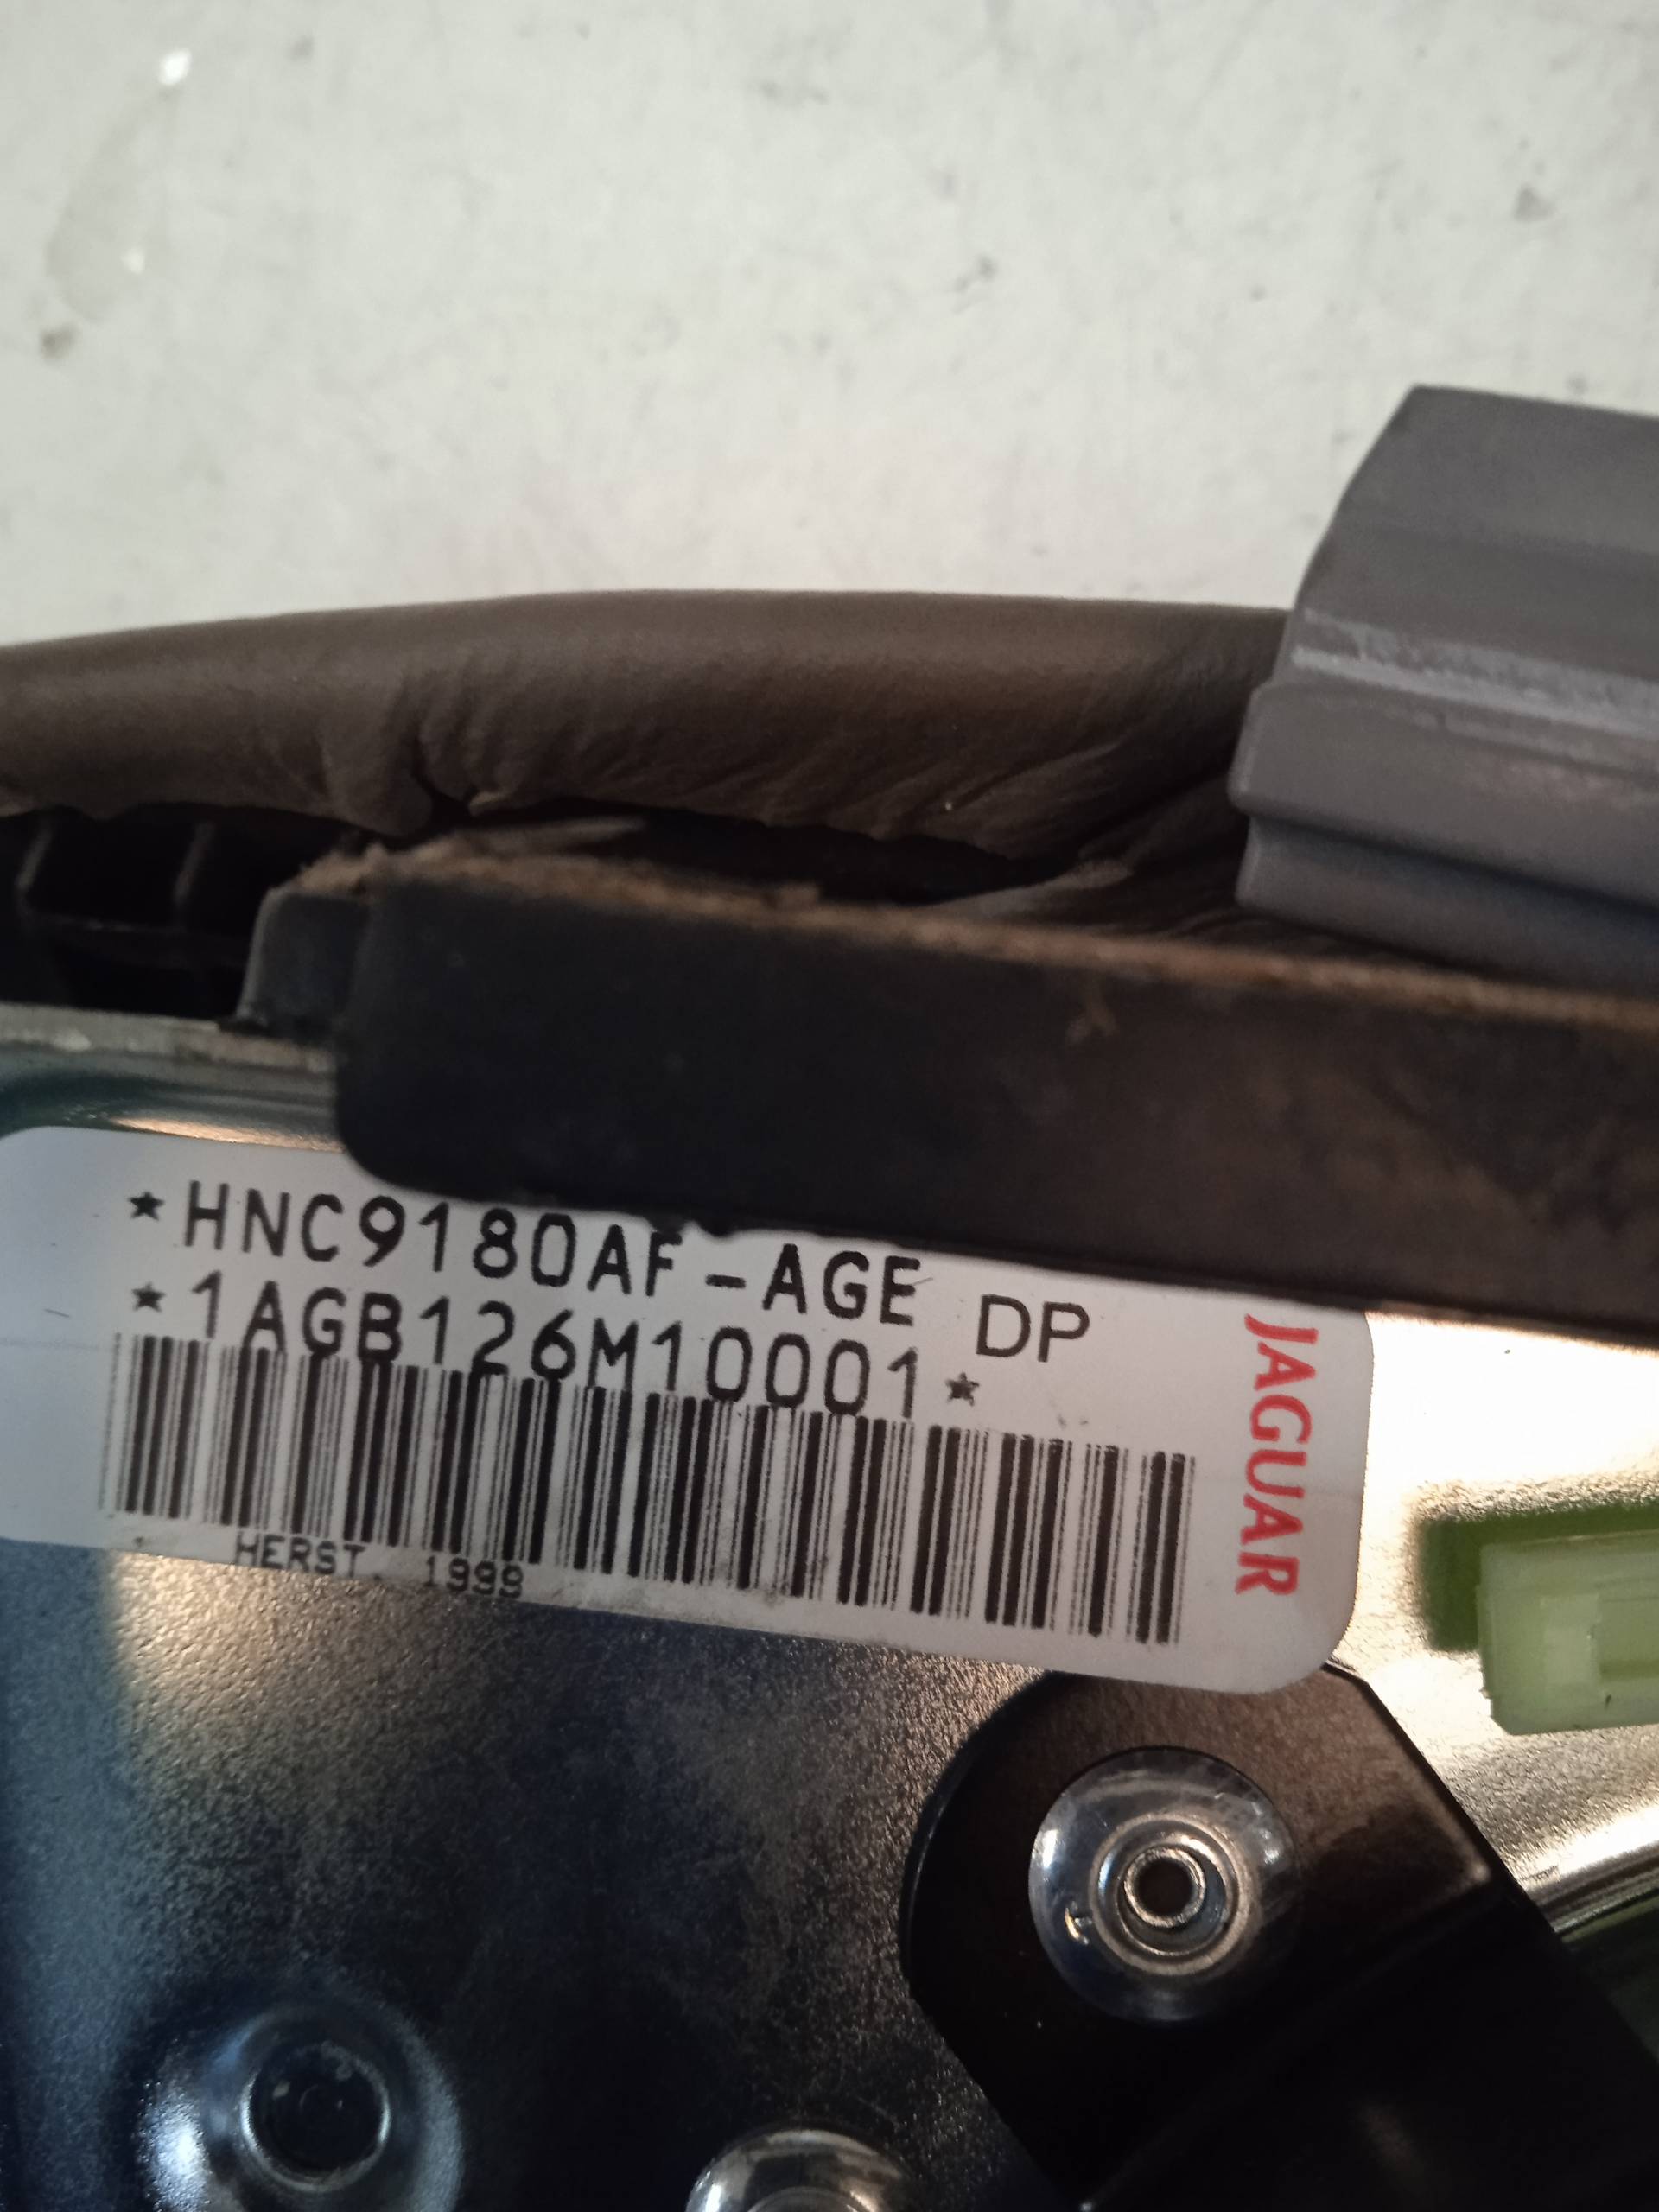 *HNC9180AF-AGE DP
*1AGB126M10001*
HERST. 1999
JAGUAR